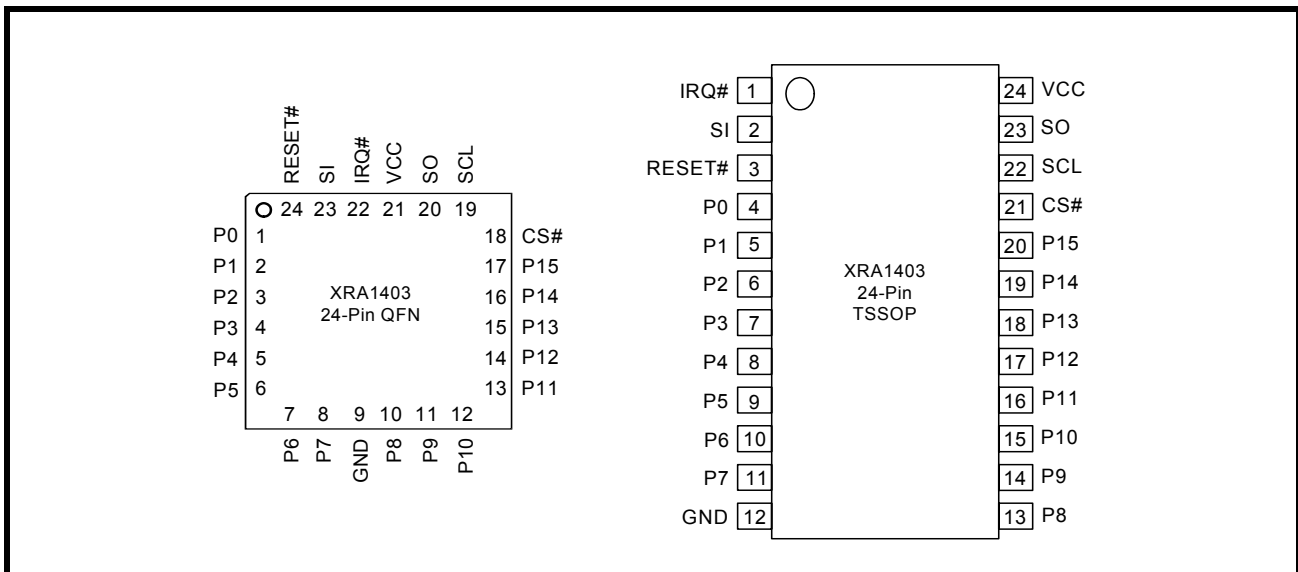 RESET#
SI
IRQ#
VCC
SO
SCL
24 23 22 21 20 19
P0 1
P1 2
P2 3
P3 4
P4 5
P5 6
XRA1403
24-Pin QFN
18 CS#
17 P15
16 P14
15 P13
14 P12
13 P11
7 8 9 10 11 12
P6
P7
GND
P8
P9
P10
IRQ# 1
SI 2
RESET# 3
P0 4
P1 5
P2 6
P3 7
P4 8
P5 9
P6 10
P7 11
GND 12
XRA1403
24-Pin
TSSOP
24 VCC
23 SO
22 SCL
21 CS#
20 P15
19 P14
18 P13
17 P12
16 P11
15 P10
14 P9
13 P8